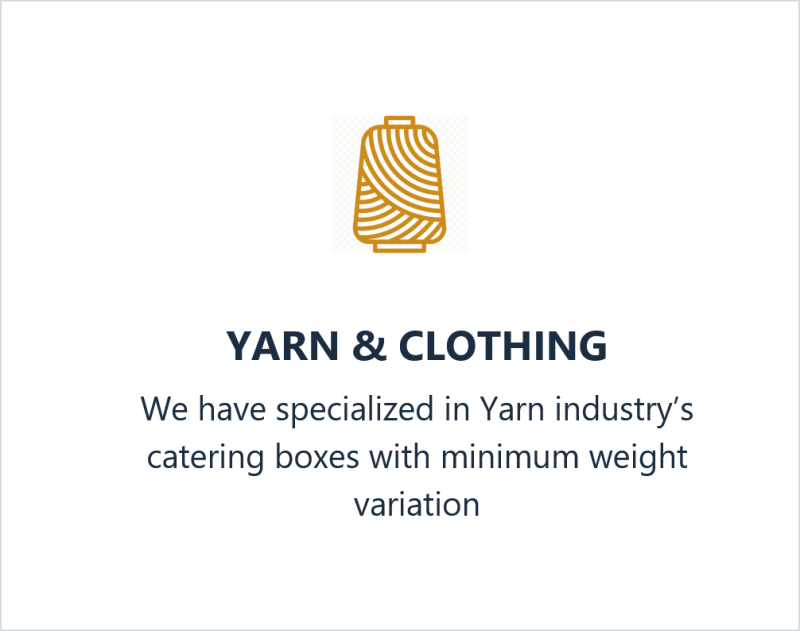 YARN & CLOTHING
We have specialized in Yarn industry’s
catering boxes with minimum weight
variation